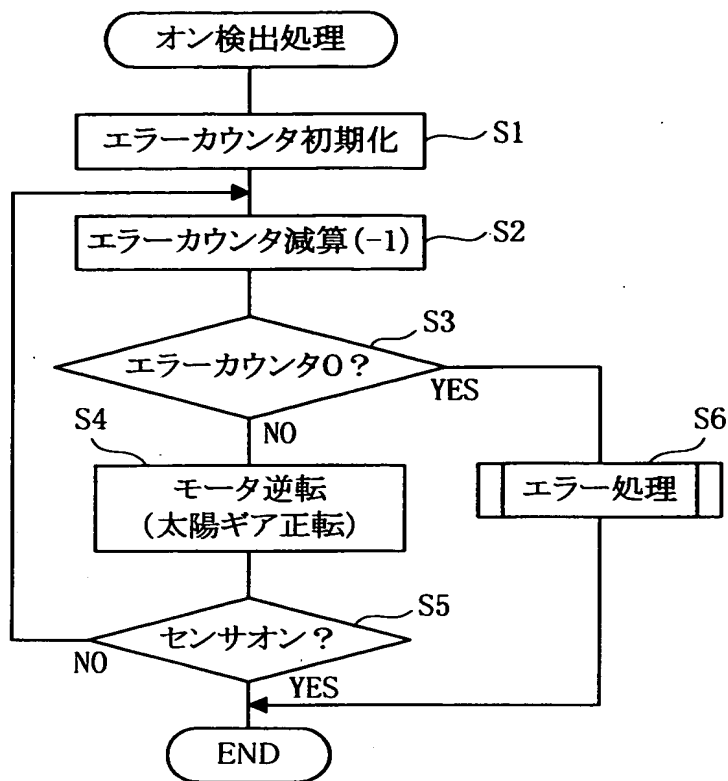 オン検出処理
エラーカウンタ初期化
S1
エラーカウンタ減算(-1)
S2
エラーカウンタ0?
S3
YES
NO
S4
モータ逆転
(太陽ギア正転)
S6
エラー処理
センサオン?
S5
NO
YES
END